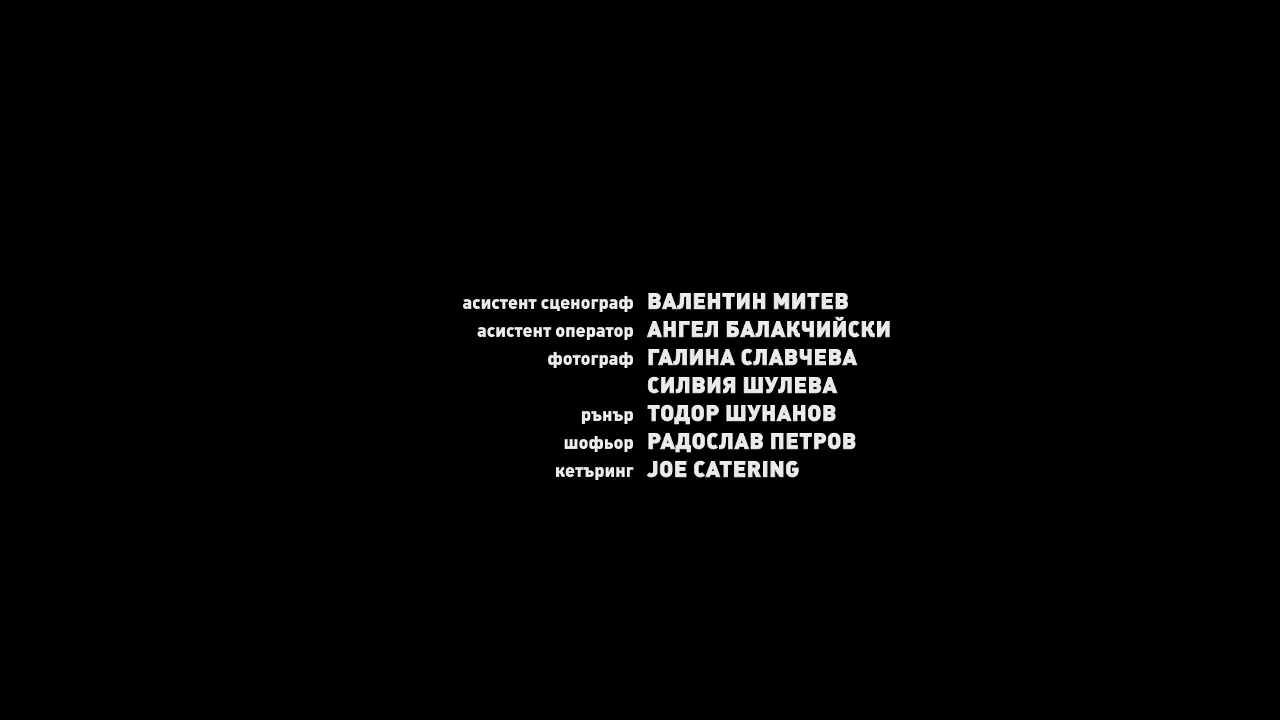 асистент сценограф ВАЛЕНТИН МИТЕВ
асистент оператор АНГЕЛ БАЛАКЧИЙСКИ
фотограф ГАЛИНА СЛАВЧЕВА
СИЛВИЯ ШУЛЕВА
рънър ТОДОР ШУНАНОВ
шофьор РАДОСЛАВ ПЕТРОВ
кетъринг JOE CATERING